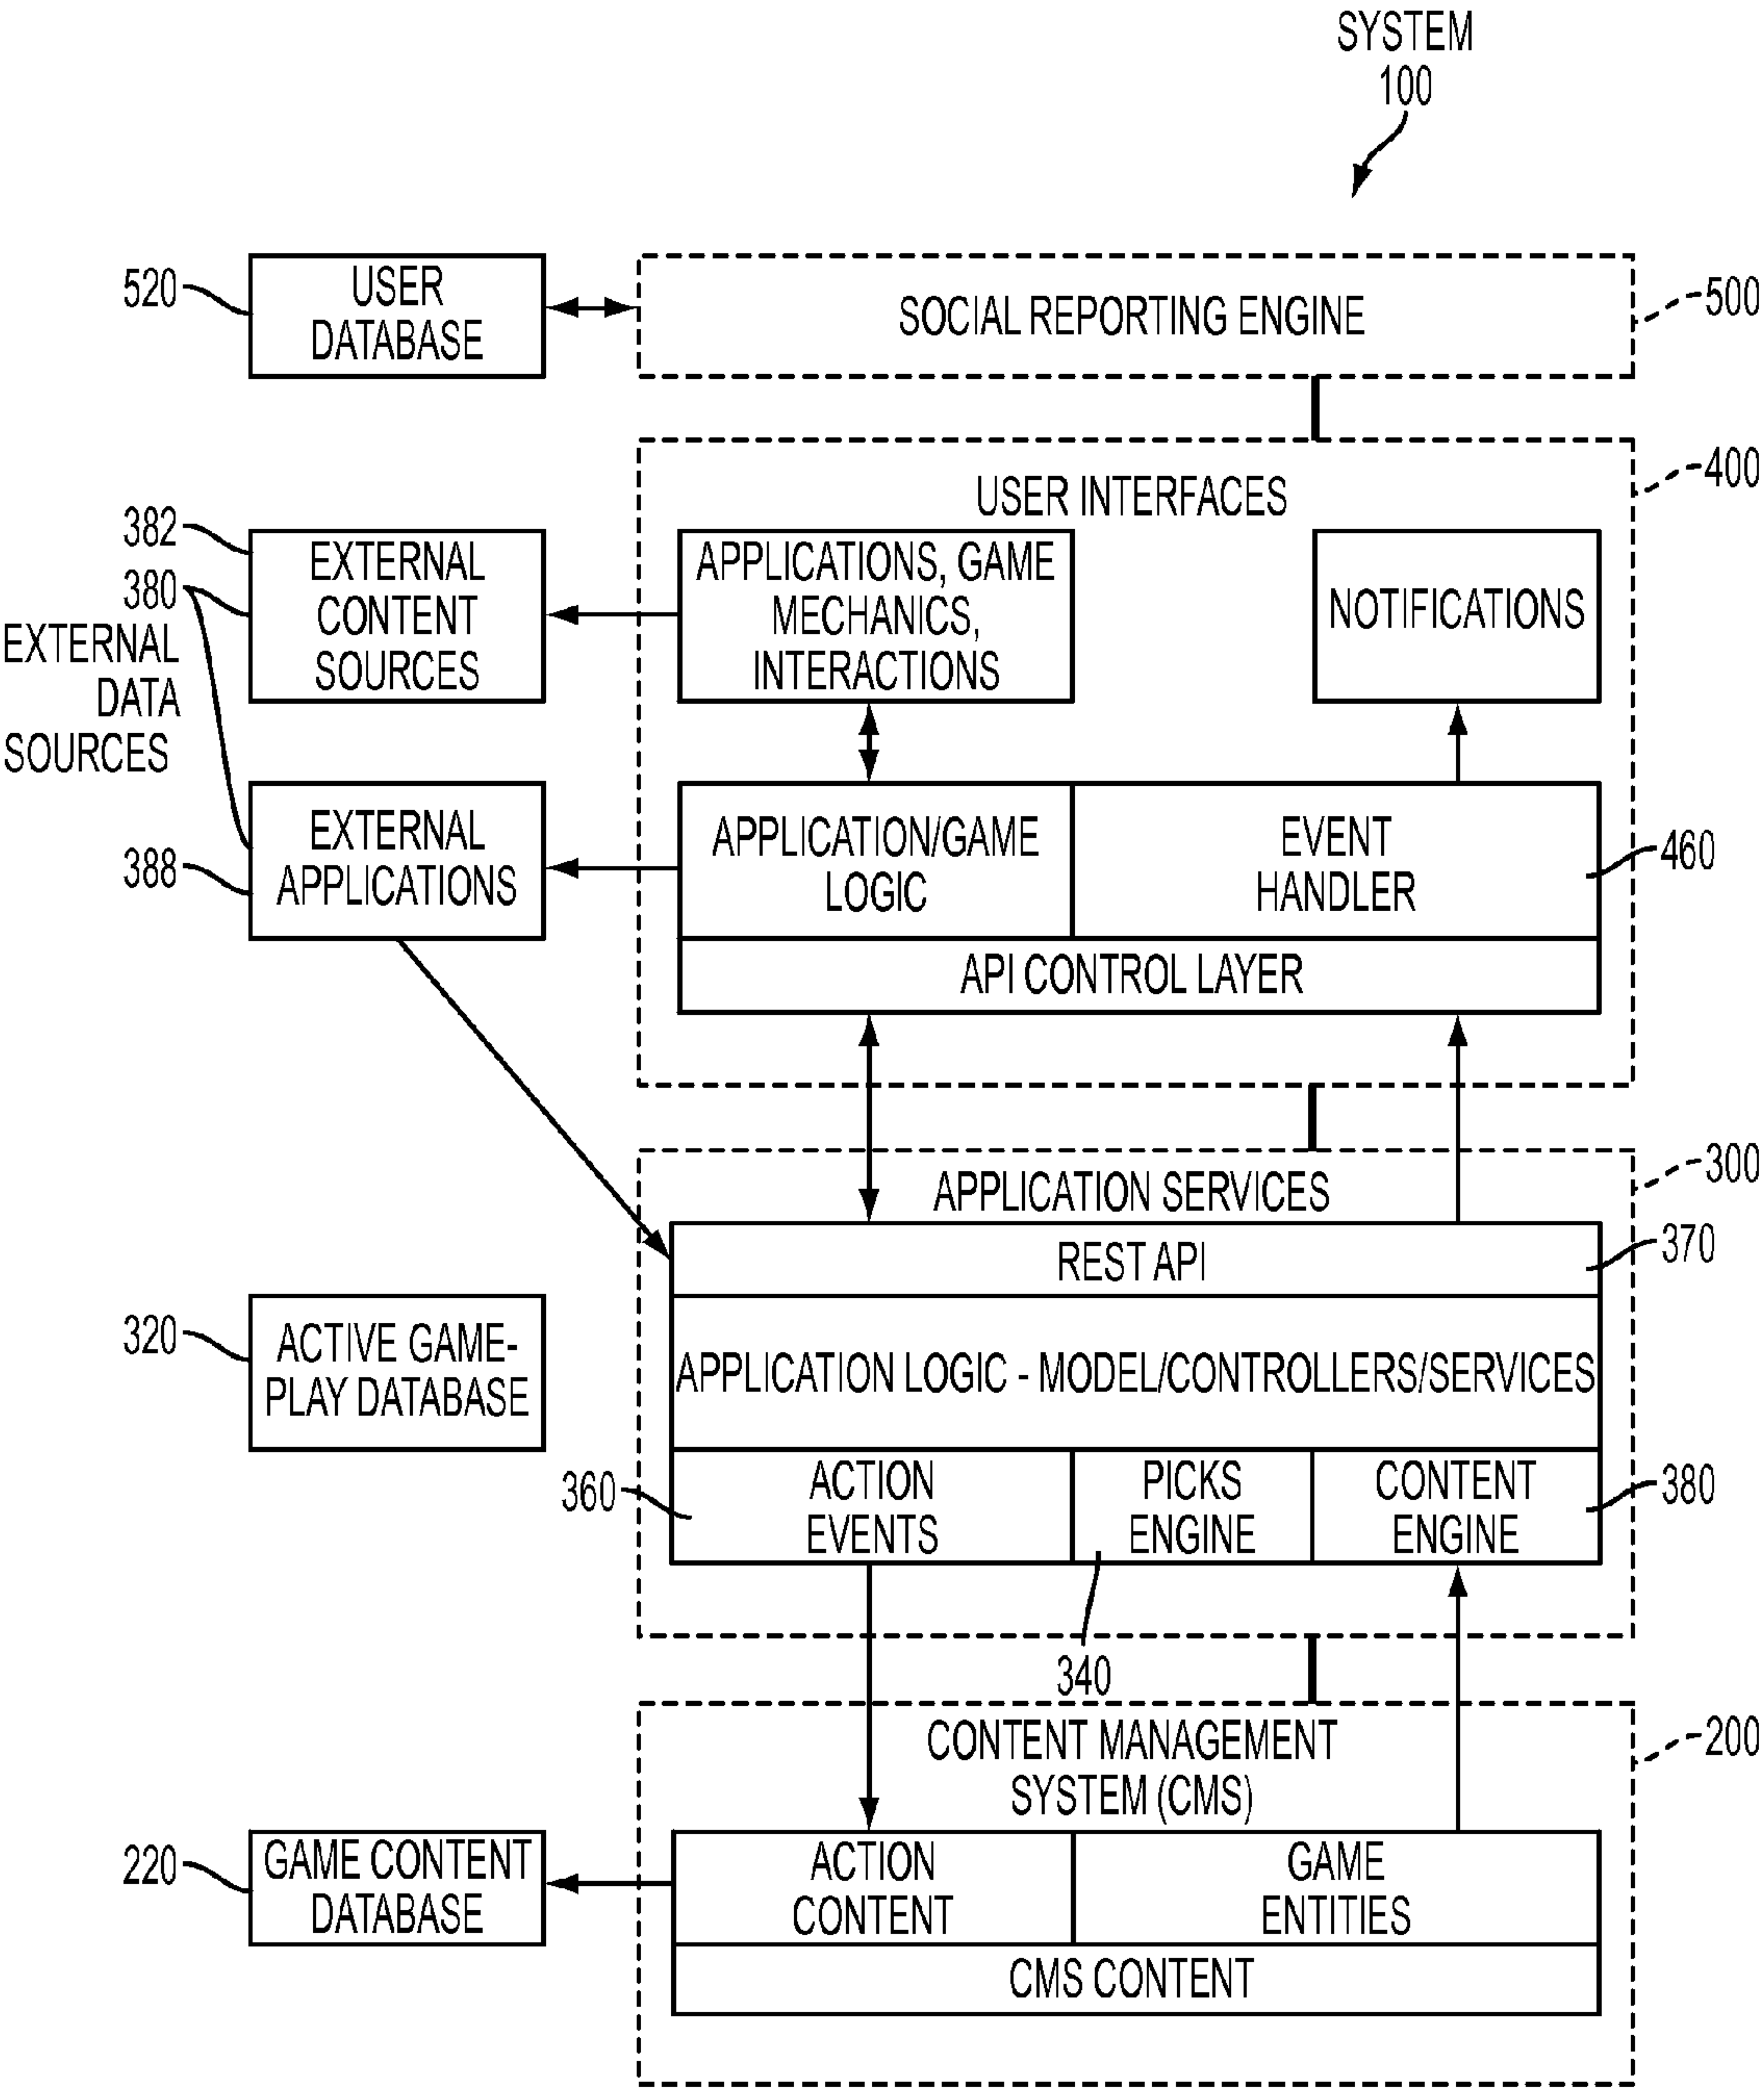 SYSTEM
100
520
USER
DATABASE
SOCIAL REPORTING ENGINE
500
400
USER INTERFACES
382
380
EXTERNAL
DATA
SOURCES
EXTERNAL
CONTENT
SOURCES
APPLICATIONS, GAME
MECHANICS,
INTERACTIONS
NOTIFICATIONS
388
EXTERNAL
APPLICATIONS
APPLICATION/GAME
LOGIC
EVENT
HANDLER
460
API CONTROL LAYER
300
APPLICATION SERVICES
REST API
370
320
ACTIVE GAME-
PLAY DATABASE
APPLICATION LOGIC - MODEL/CONTROLLERS/SERVICES
360
ACTION
EVENTS
PICKS
ENGINE
CONTENT
ENGINE
380
340
200
CONTENT MANAGEMENT
SYSTEM (CMS)
220
GAME CONTENT
DATABASE
ACTION
CONTENT
GAME
ENTITIES
CMS CONTENT